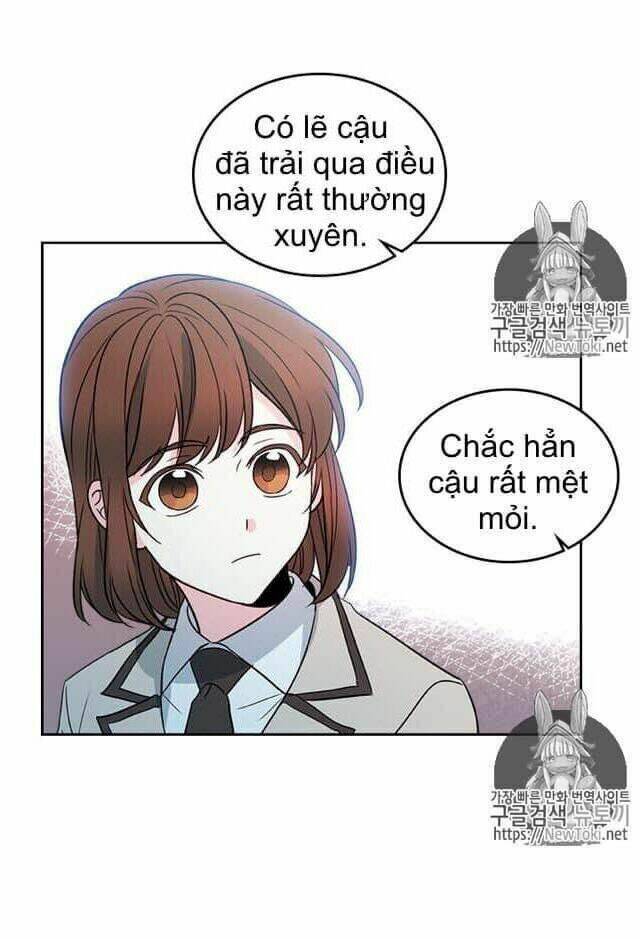 Có lẽ cậu
đã trải qua điều
này rất thường
xuyên.
가장 빠른 만화 번역사이트
구글검색 뉴토끼
https://NewToki.net
Chắc hẳn
cậu rất mệt
mỏi.
가장 빠른 만화 번역사이트
구글검색 뉴토끼
https://NewToki.net